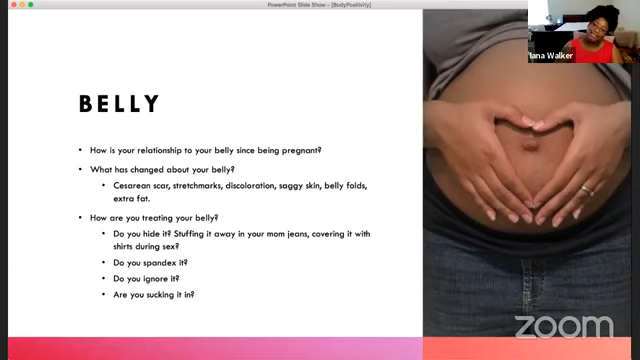 PowerPoint Slide Show - [BodyPositivity]
Walker
BELLY
• How is your relationship to your belly since being pregnant?
• What has changed about your belly?
• Cesarean scar, stretchmarks, discoloration, saggy skin, belly folds,
extra fat.
• How are you treating your belly?
• Do you hide it? Stuffing it away in your mom jeans, covering it with
shirts during sex?
• Do you spandex it?
• Do you ignore it?
• Are you sucking it in?
zoom